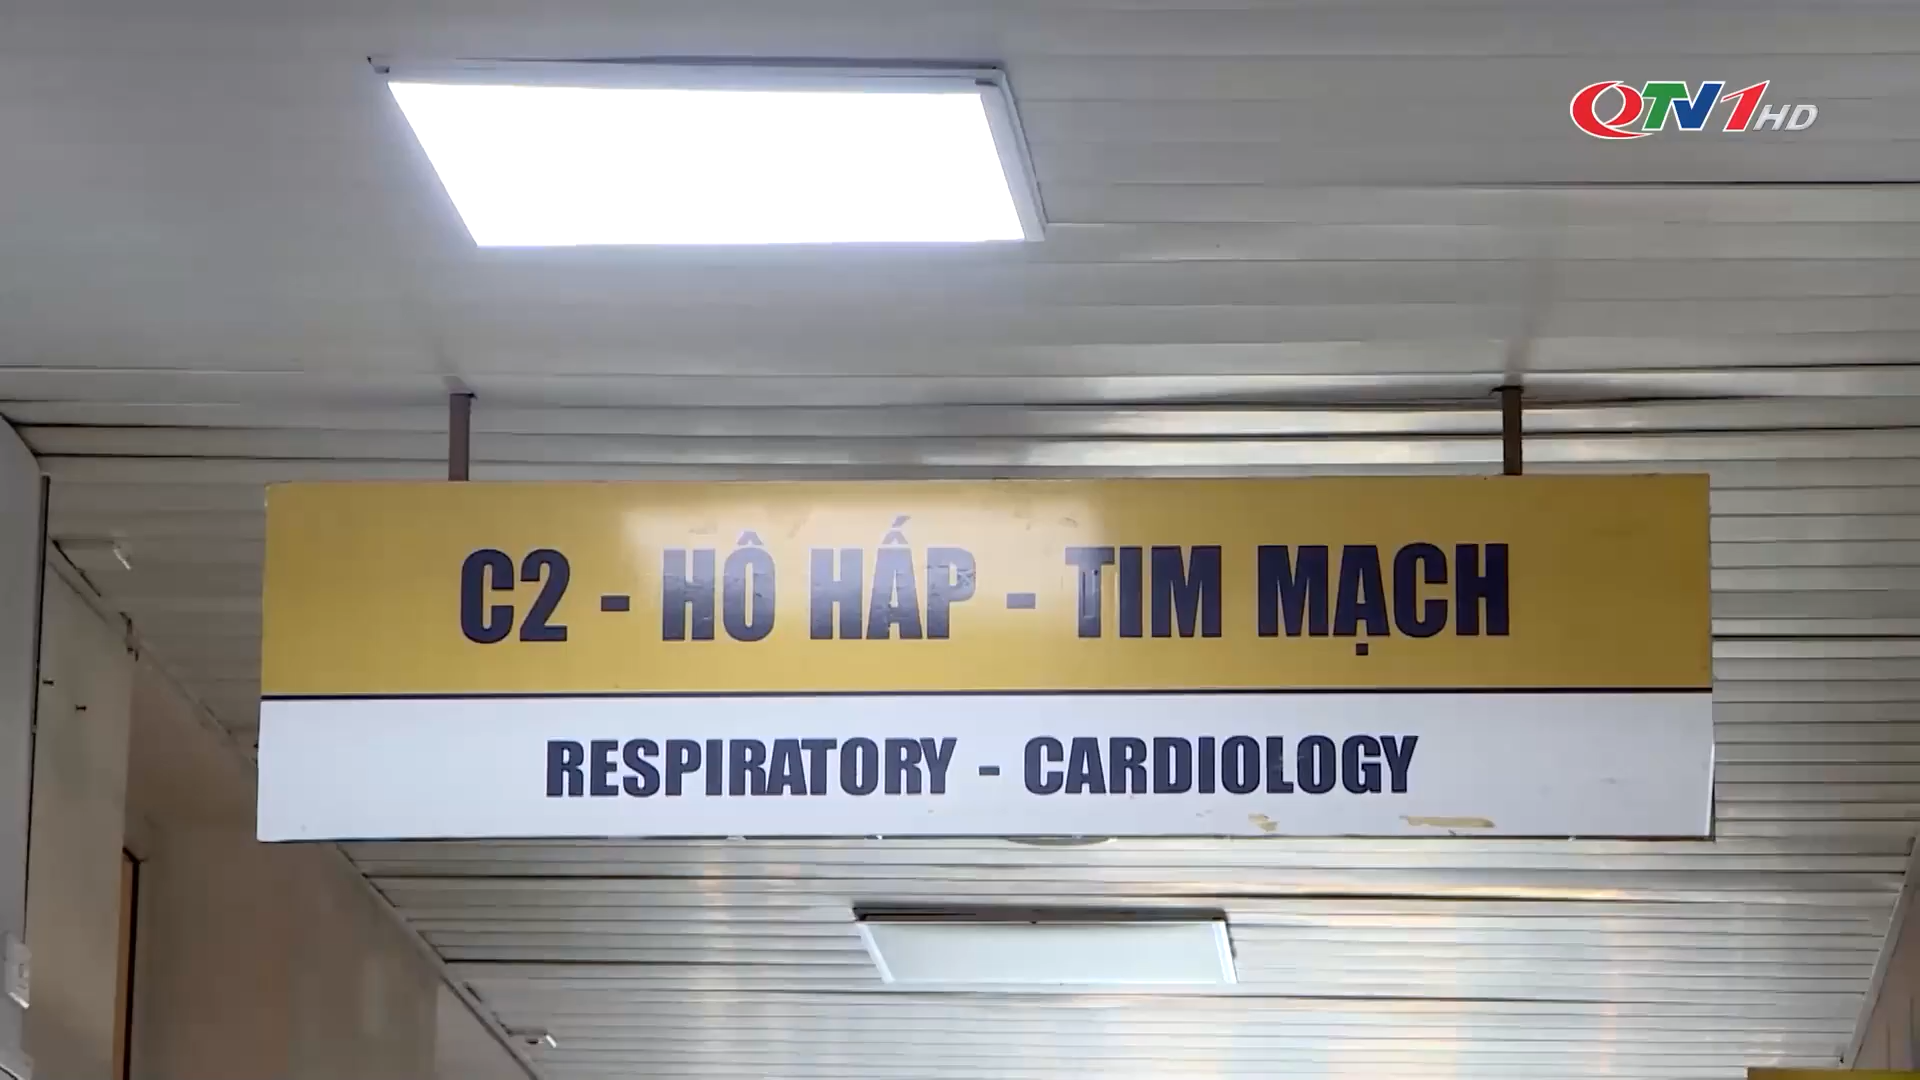 QTV1HD
C2 - HÔ HẤP - TIM MẠCH
RESPIRATORY - CARDIOLOGY